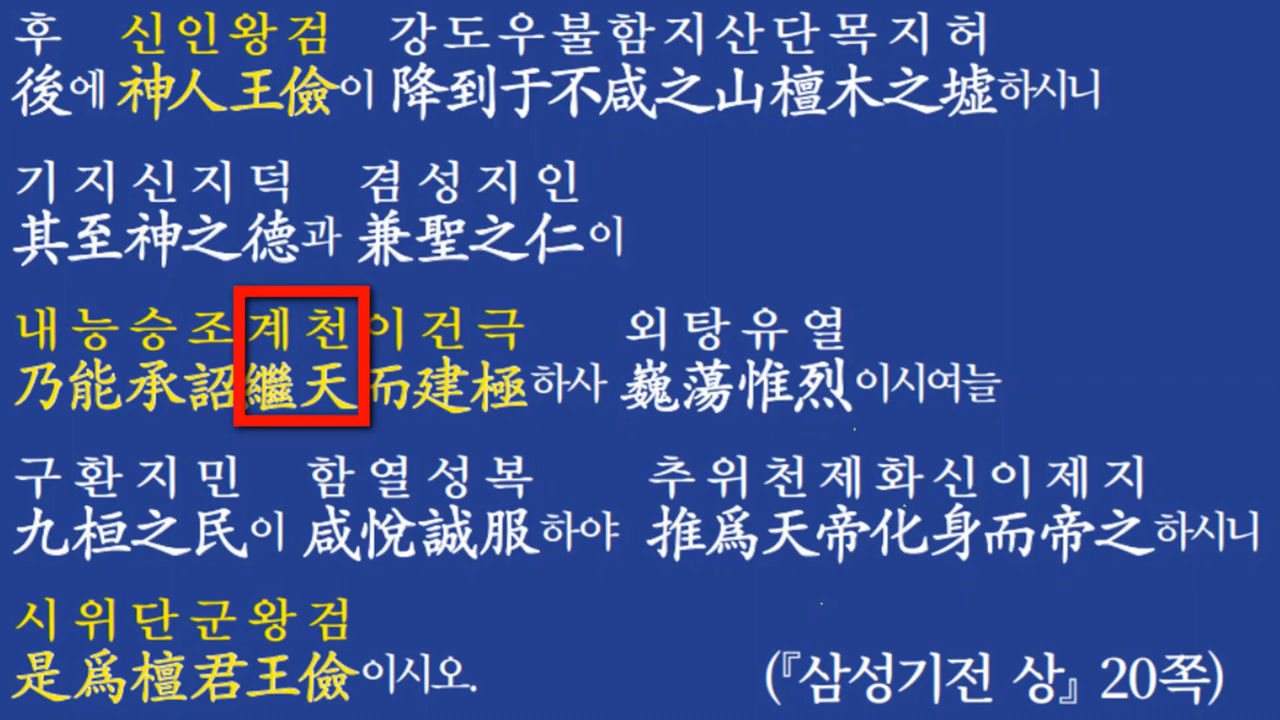 후 신인왕검 강도우불함지산단목지허
後에 神人王儉이 降到于不咸之山檀木之墟하시니
기지신지덕 겸성지인
其至神之德과 兼聖之仁이
내능승조계천이건극 외탕유열
乃能承詔繼天而建極하사 巍蕩惟烈이시여늘
구환지민 함열성복 추위천제화신이제지
九桓之民이 咸悅誠服하야 推爲天帝化身而帝之하시니
시위단군왕검
是爲檀君王儉이시오.
(『삼성기전 상』 20쪽)